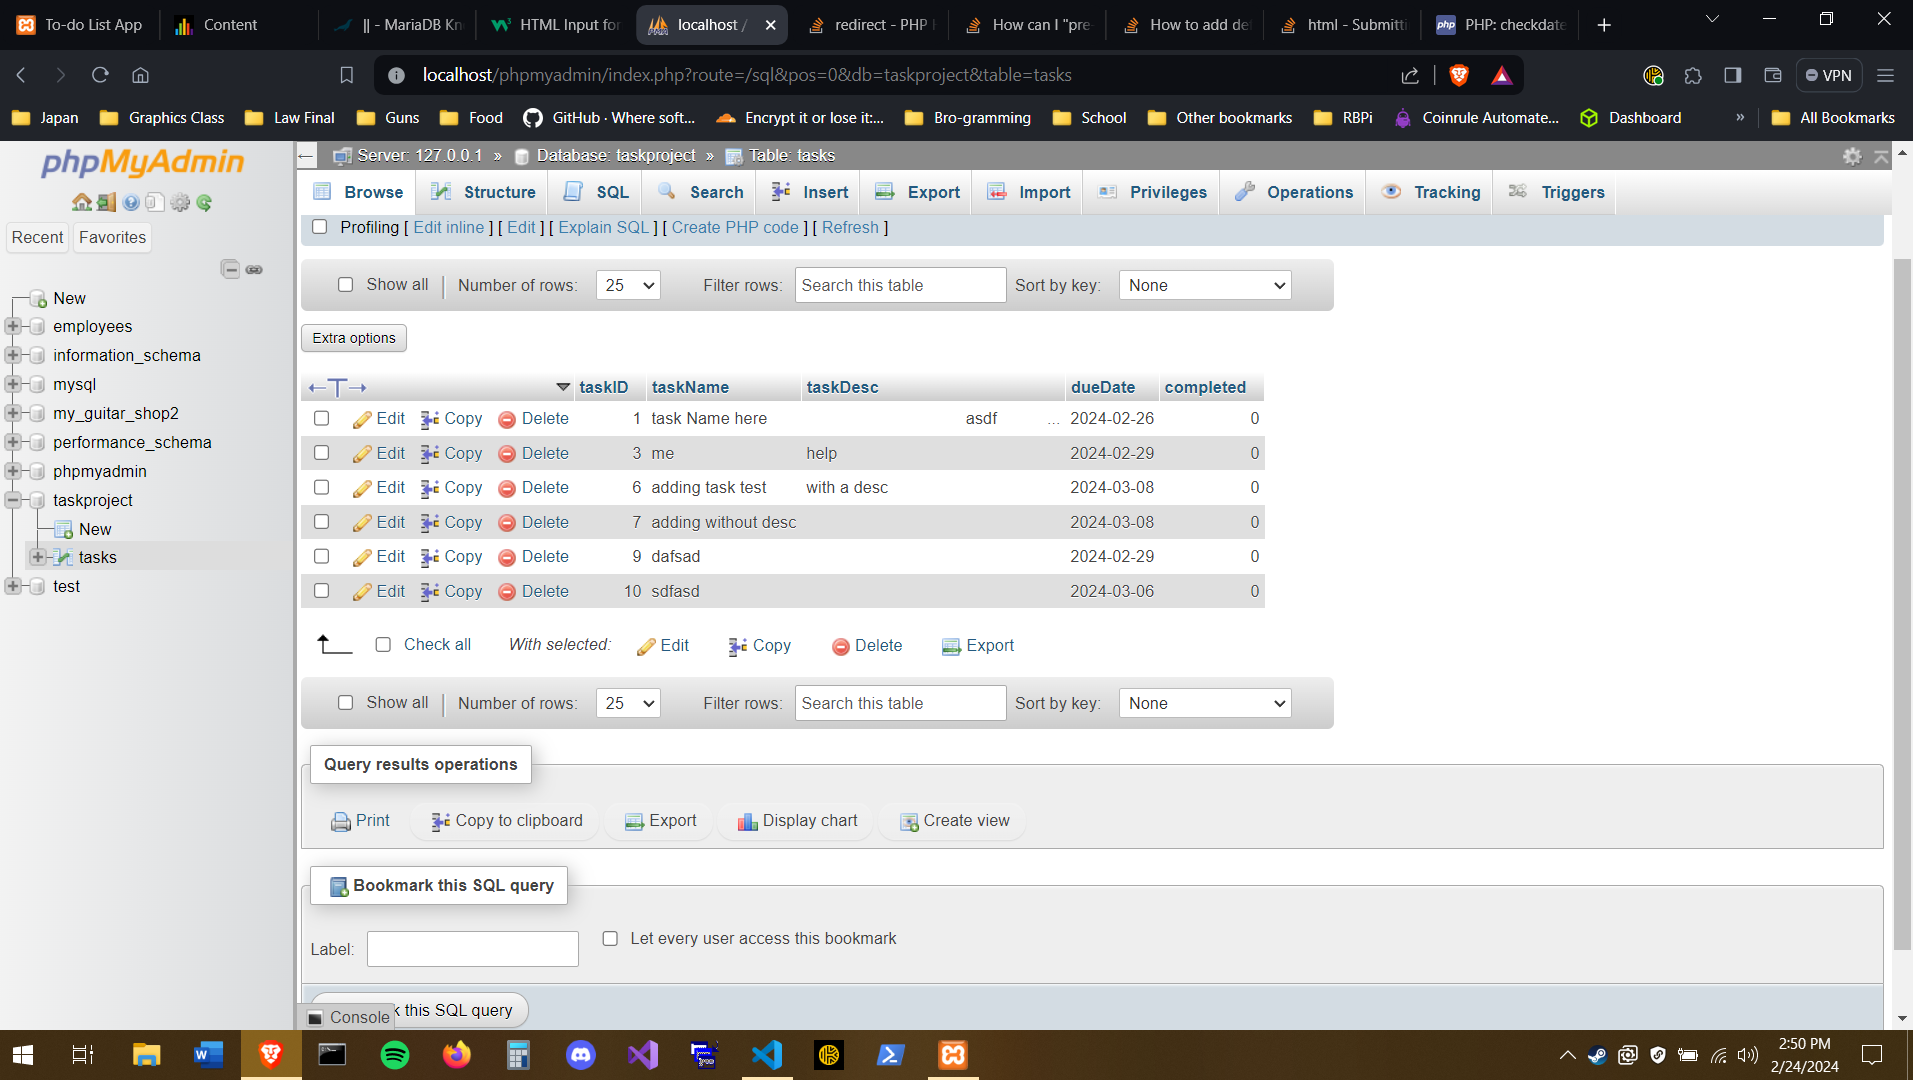 To-do List App
Content
|| - MariaDB Kn
HTML Input for
localhost /
redirect - PHP
How can I "pre-
How to add de
html - Submitti
PHP: checkdate
localhost/phpmyadmin/index.php?route=/sql&pos=0&db=taskproject&table=tasks
VPN
Japan
Graphics Class
Law Final
Guns
Food
GitHub · Where soft...
Encrypt it or lose it:...
Bro-gramming
School
Other bookmarks
RBPi
Coinrule Automate...
Dashboard
»
All Bookmarks
phpMyAdmin
Recent
Favorites
New
employees
information_schema
mysql
my_guitar_shop2
performance_schema
phpmyadmin
taskproject
New
tasks
test
Server: 127.0.0.1 » Database: taskproject » Table: tasks
Browse
Structure
SQL
Search
Insert
Export
Import
Privileges
Operations
Tracking
Triggers
Profiling [ Edit inline ] [ Edit ] [ Explain SQL ] [ Create PHP code ] [ Refresh ]
Show all | Number of rows: 25 Filter rows: Search this table Sort by key: None
Extra options
taskID taskName taskDesc dueDate completed
Edit Copy Delete 1 task Name here asdf ... 2024-02-26 0
Edit Copy Delete 3 me help 2024-02-29 0
Edit Copy Delete 6 adding task test with a desc 2024-03-08 0
Edit Copy Delete 7 adding without desc 2024-03-08 0
Edit Copy Delete 9 dafsad 2024-02-29 0
Edit Copy Delete 10 sdfasd 2024-03-06 0
Check all With selected: Edit Copy Delete Export
Show all | Number of rows: 25 Filter rows: Search this table Sort by key: None
Query results operations
Print Copy to clipboard Export Display chart Create view
Bookmark this SQL query
Label: Let every user access this bookmark
k this SQL query
Console
2:50 PM
2/24/2024